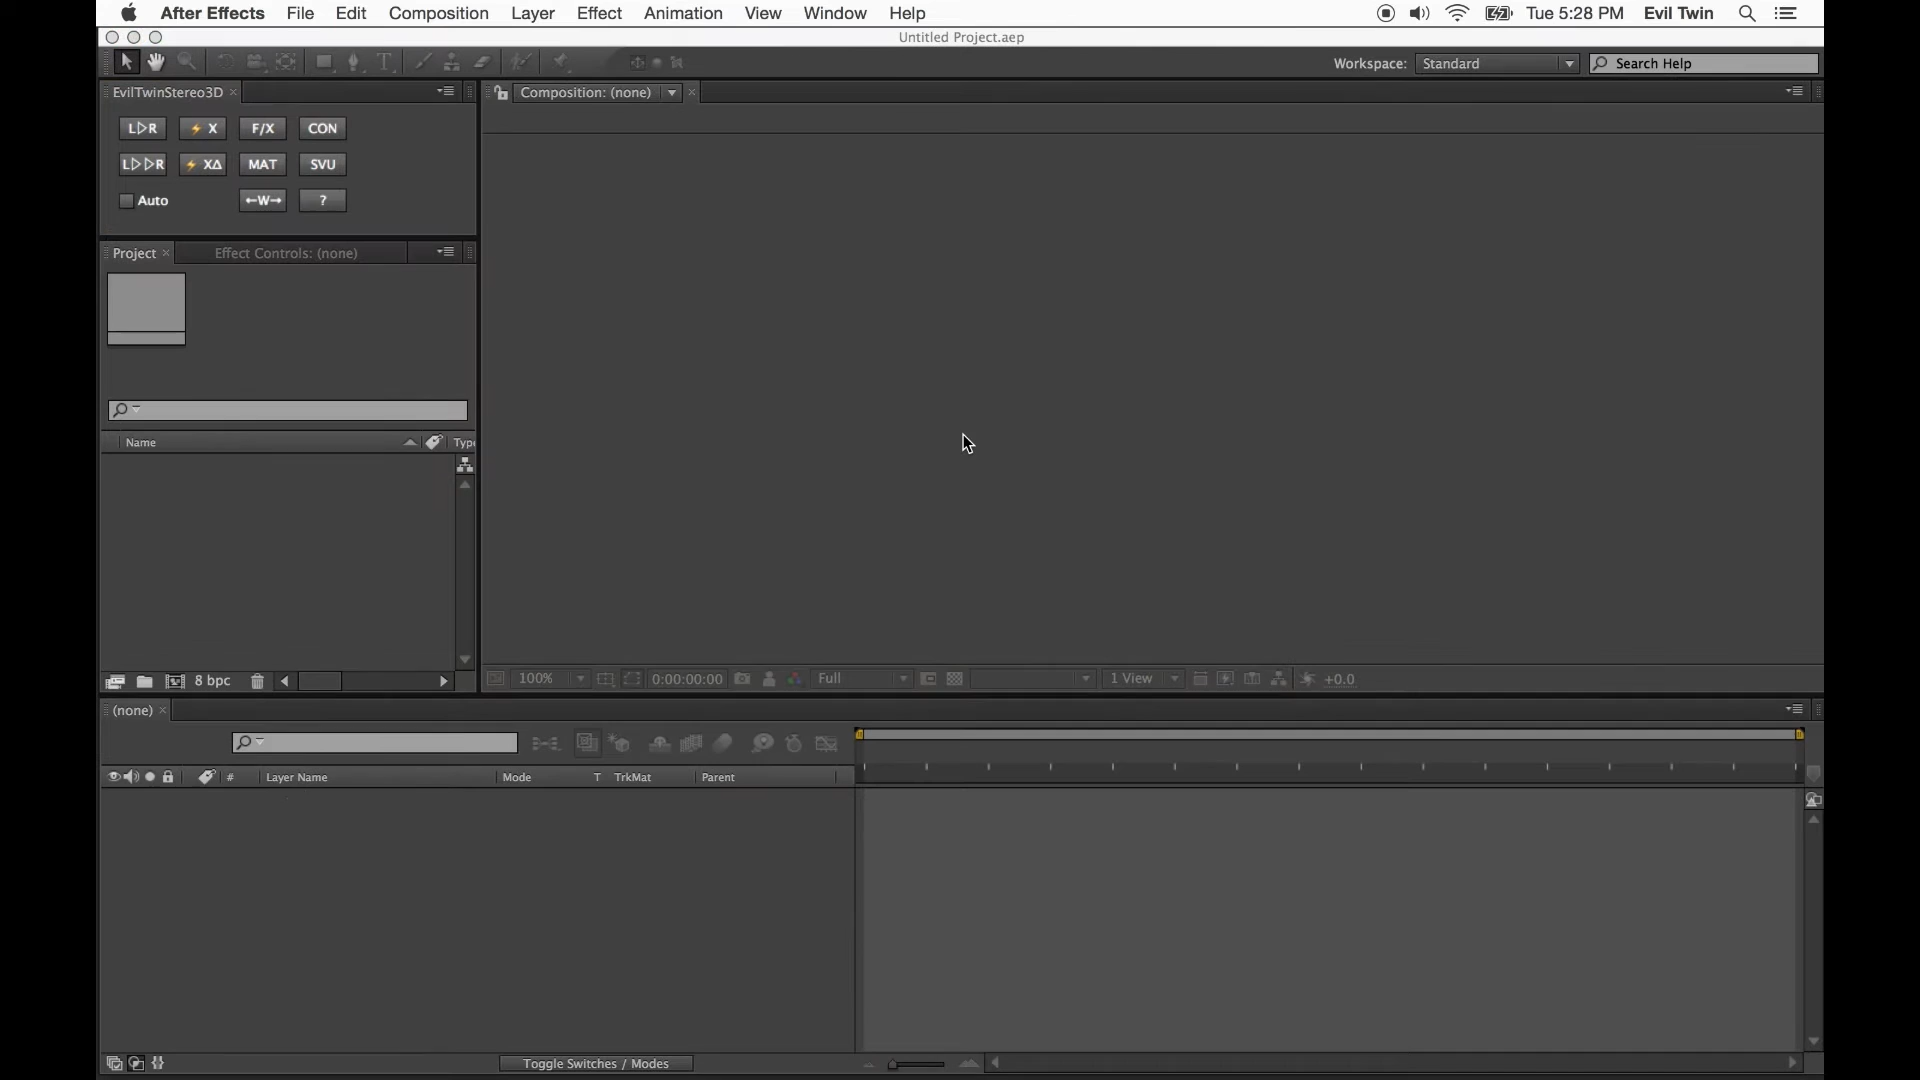 After Effects File Edit Composition Layer Effect Animation View Window Help Tue 5:28 PM Evil Twin
Untitled Project.aep
T Workspace: Standard Search Help
EvilTwinStereo3D × Composition: (none) ×
L▷R ⚡ X F/X CON
L▷▷R ⚡ XΔ MAT SVU
Auto ←W→ ?
Project × Effect Controls: (none)
Name Type
8 bpc 100% 0:00:00:00 Full 1 View +0.0
(none) ×
# Layer Name Mode T TrkMat Parent
Toggle Switches / Modes